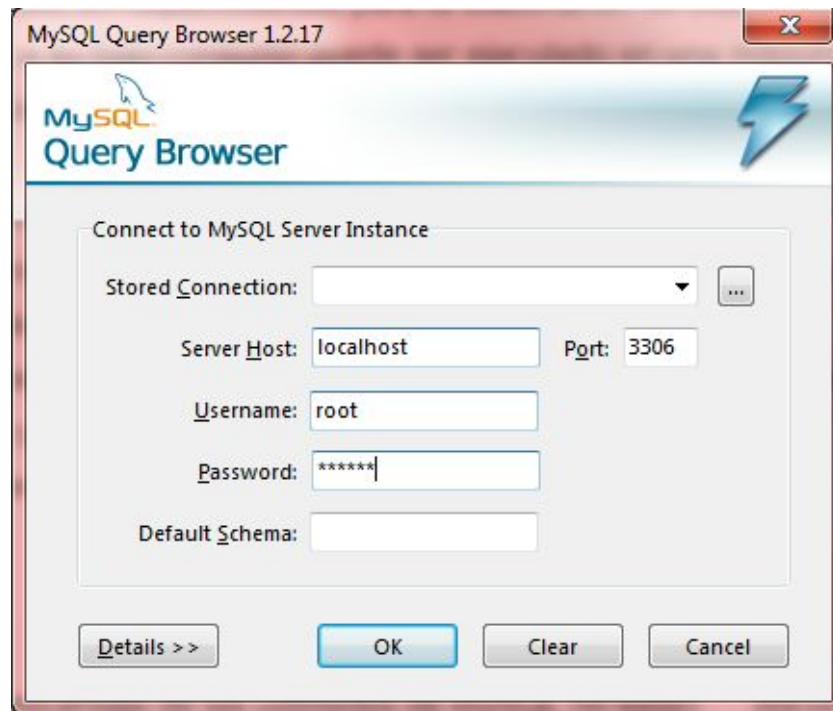 MySQL Query Browser 1.2.17
MySQL
Query Browser
Connect to MySQL Server Instance
Stored Connection:
...
Server Host: localhost Port: 3306
Username: root
Password: ******
Default Schema:
Details >> OK Clear Cancel